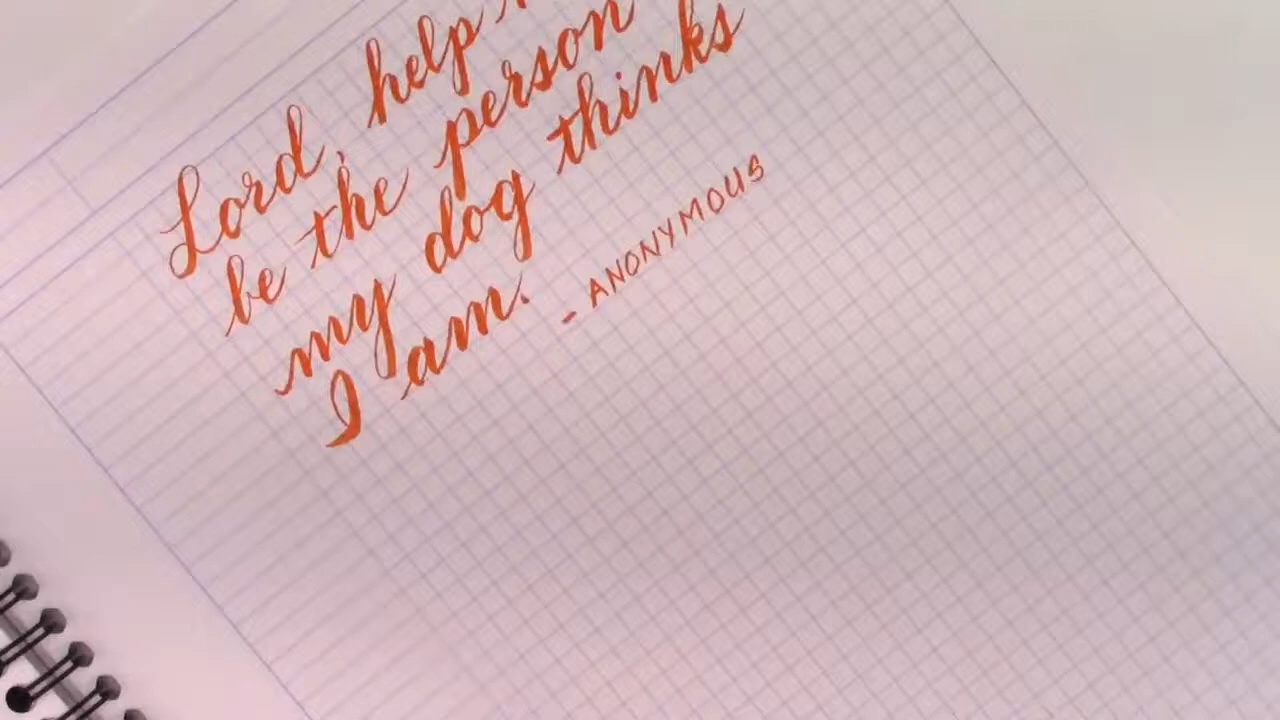 Lord, help
be the person
my dog thinks
I am.
- ANONYMOUS